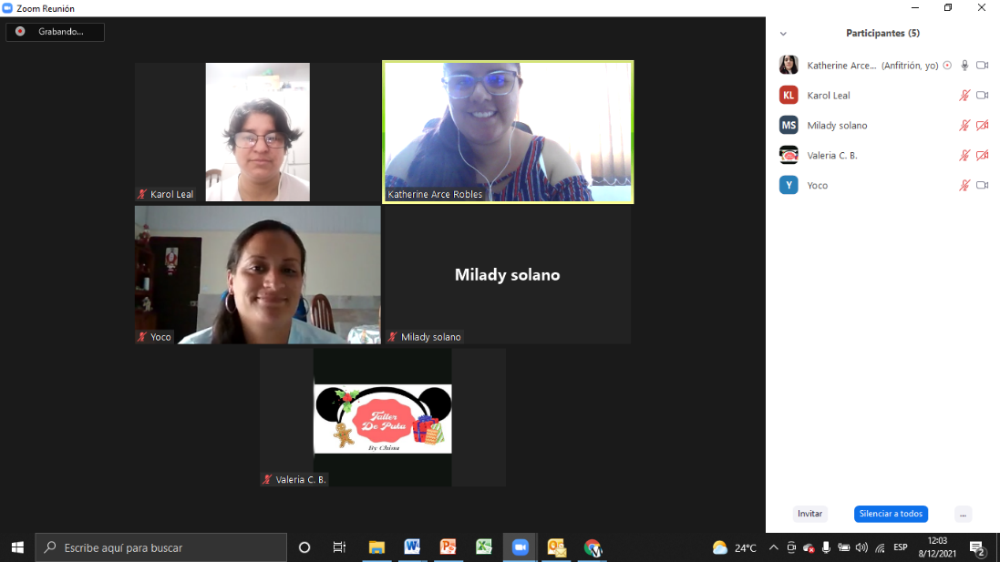 Zoom Reunión
Grabando...
Karol Leal
Katherine Arce Robles
Yoco
Milady solano
Milady solano
Taller
De Puka
By China
Valeria C. B.
Participantes (5)
Katherine Arce... (Anfitrión, yo)
KL Karol Leal
MS Milady solano
Valeria C. B.
Y Yoco
Invitar Silenciar a todos ...
Escribe aquí para buscar
24°C ESP 12:03
8/12/2021 2